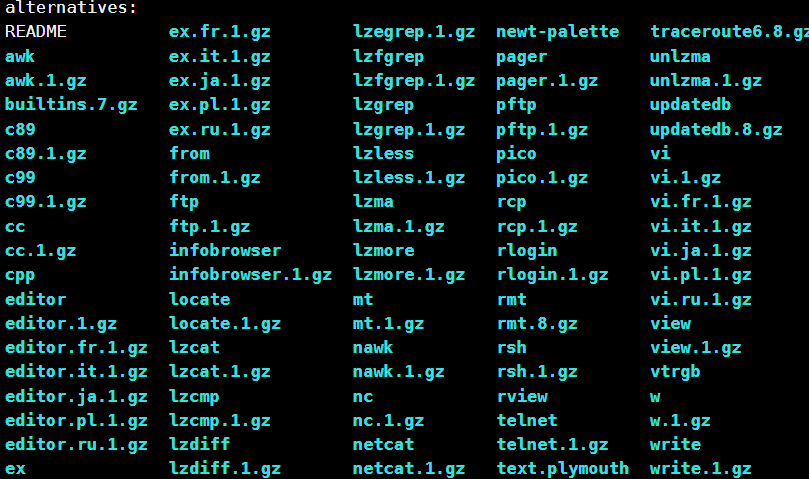 alternatives:
README ex.fr.1.gz lzegrep.1.gz newt-palette traceroute6.8.gz
awk ex.it.1.gz lzfgrep pager unlzma
awk.1.gz ex.ja.1.gz lzfgrep.1.gz pager.1.gz unlzma.1.gz
builtins.7.gz ex.pl.1.gz lzgrep pftp updatedb
c89 ex.ru.1.gz lzgrep.1.gz pftp.1.gz updatedb.8.gz
c89.1.gz from lzless pico vi
c99 from.1.gz lzless.1.gz pico.1.gz vi.1.gz
c99.1.gz ftp lzma rcp vi.fr.1.gz
cc ftp.1.gz lzma.1.gz rcp.1.gz vi.it.1.gz
cc.1.gz infobrowser lzmore rlogin vi.ja.1.gz
cpp infobrowser.1.gz lzmore.1.gz rlogin.1.gz vi.pl.1.gz
editor locate mt rmt vi.ru.1.gz
editor.1.gz locate.1.gz mt.1.gz rmt.8.gz view
editor.fr.1.gz lzcat nawk rsh view.1.gz
editor.it.1.gz lzcat.1.gz nawk.1.gz rsh.1.gz vtrgb
editor.ja.1.gz lzcmp nc rview w
editor.pl.1.gz lzcmp.1.gz nc.1.gz telnet w.1.gz
editor.ru.1.gz lzdiff netcat telnet.1.gz write
ex lzdiff.1.gz netcat.1.gz text.plymouth write.1.gz